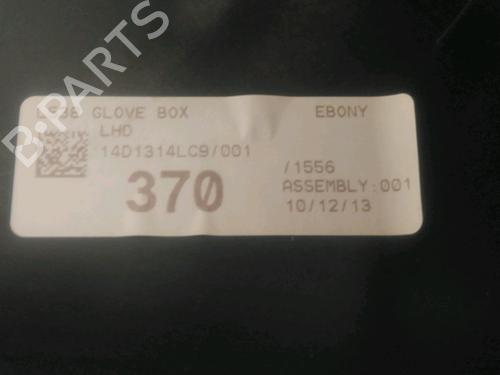 GLOVE BOX EBONY
LHD
14D1314LC9/001
/1556
370
ASSEMBLY:001
10/12/13
B-PARTS